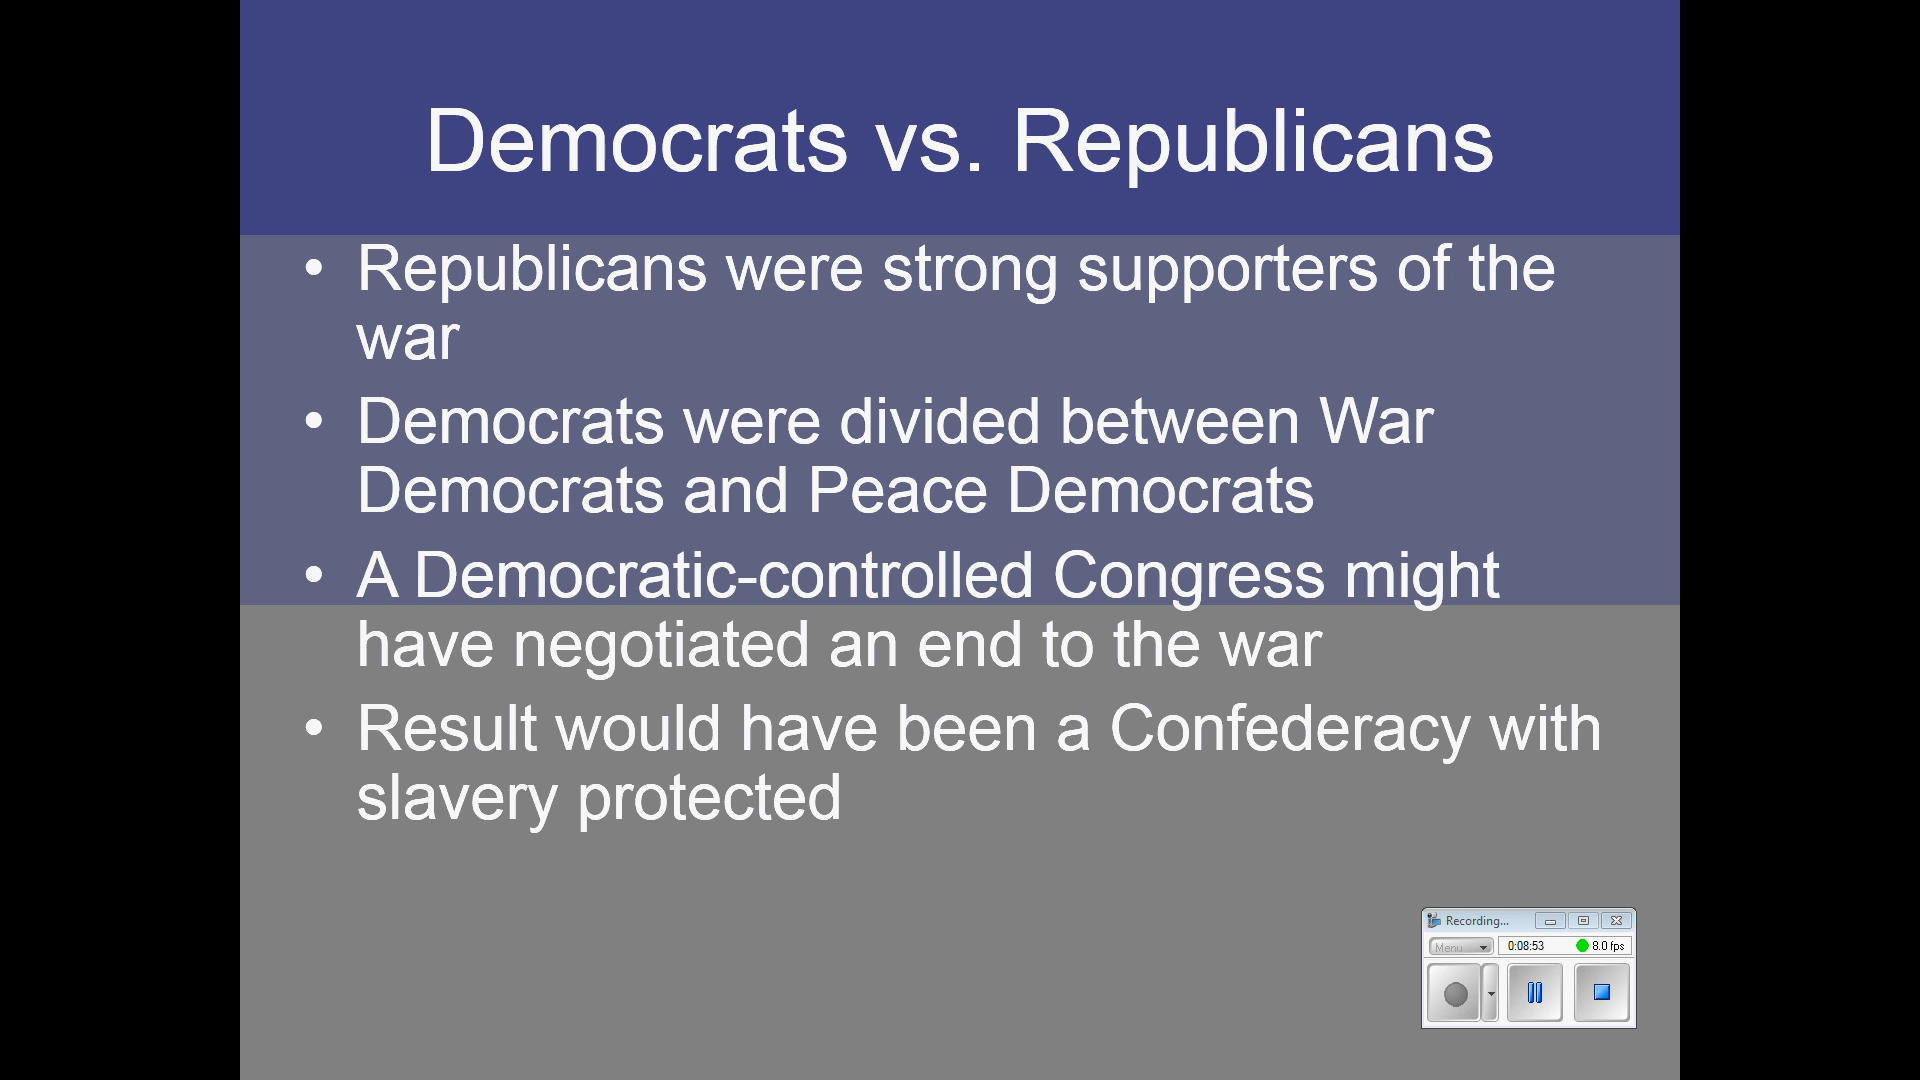 Democrats vs. Republicans
• Republicans were strong supporters of the
war
• Democrats were divided between War
Democrats and Peace Democrats
• A Democratic-controlled Congress might
have negotiated an end to the war
• Result would have been a Confederacy with
slavery protected
Recording...
Menu 0:08:53 8.0 fps